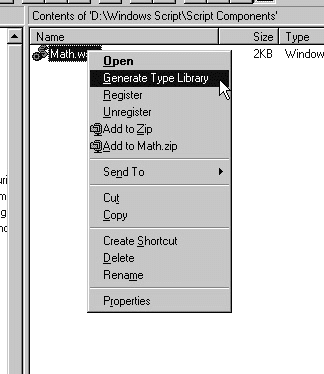 Contents of 'D:\Windows Script\Script Components'
Name Size Type
Math.w 2KB Window
Open
Generate Type Library
Register
Unregister
Add to Zip
Add to Math.zip
Send To
Cut
Copy
Create Shortcut
Delete
Rename
Properties